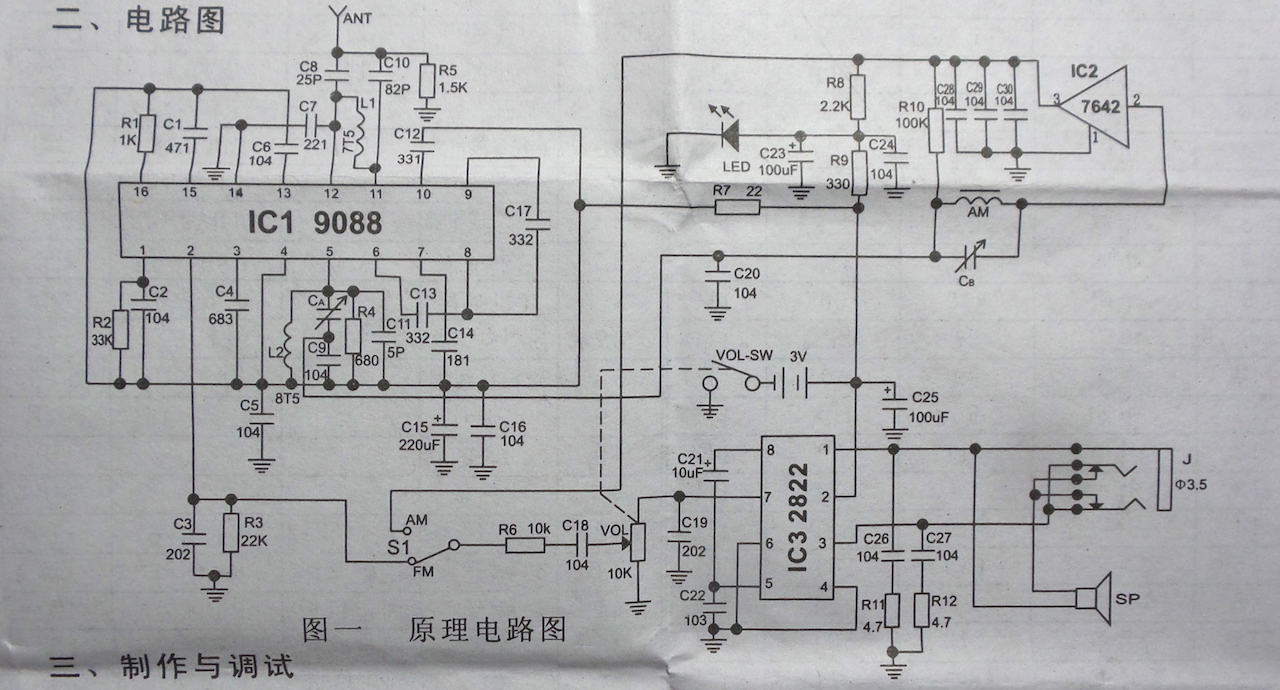 二、电路图
ANT
C8
25P
C10
82P
R5
1.5K
R1
1K
C1
471
C7
221
L1
7T5
C6
104
C12
331
16 15 14 13 12 11 10 9
IC1 9088
1 2 3 4 5 6 7 8
C17
332
R2
33K
C2
104
C4
683
L2
8T5
CA
C9
104
R4
680
C11
5P
C13
332
C14
181
C5
104
C15
+
220uF
C16
104
C3
202
R3
22K
AM
S1
FM
R6 10k
C18
104
VOL
10K
C19
202
R8
2.2K
LED
C23
+
100uF
R9
330
C24
104
R7 22
R10
100K
C28
104
C29
104
C30
104
IC2
7642
3
2
1
AM
CB
C20
104
VOL-SW
3V
C25
+
100uF
C21
10uF
+
C22
103
IC3 2822
8 7 6 5
1 2 3 4
C26
104
C27
104
R11
4.7
R12
4.7
J
Φ3.5
SP
图一 原理电路图
三、制作与调试